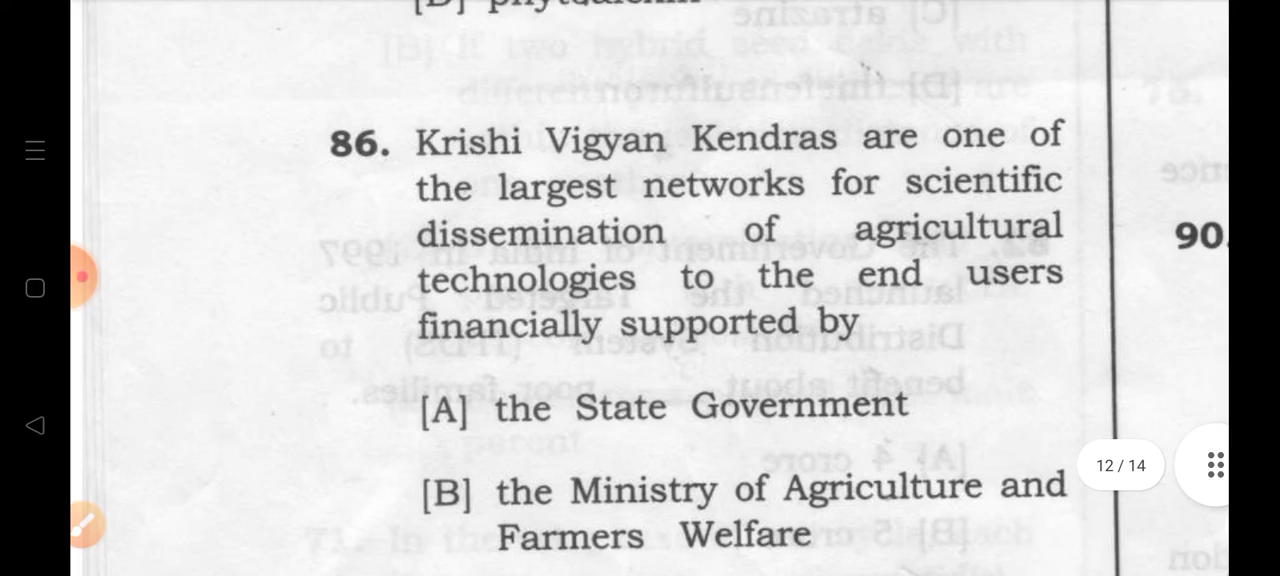 86. Krishi Vigyan Kendras are one of
the largest networks for scientific
dissemination of agricultural
technologies to the end users
financially supported by
[A] the State Government
[B] the Ministry of Agriculture and
Farmers Welfare
90.
12 / 14